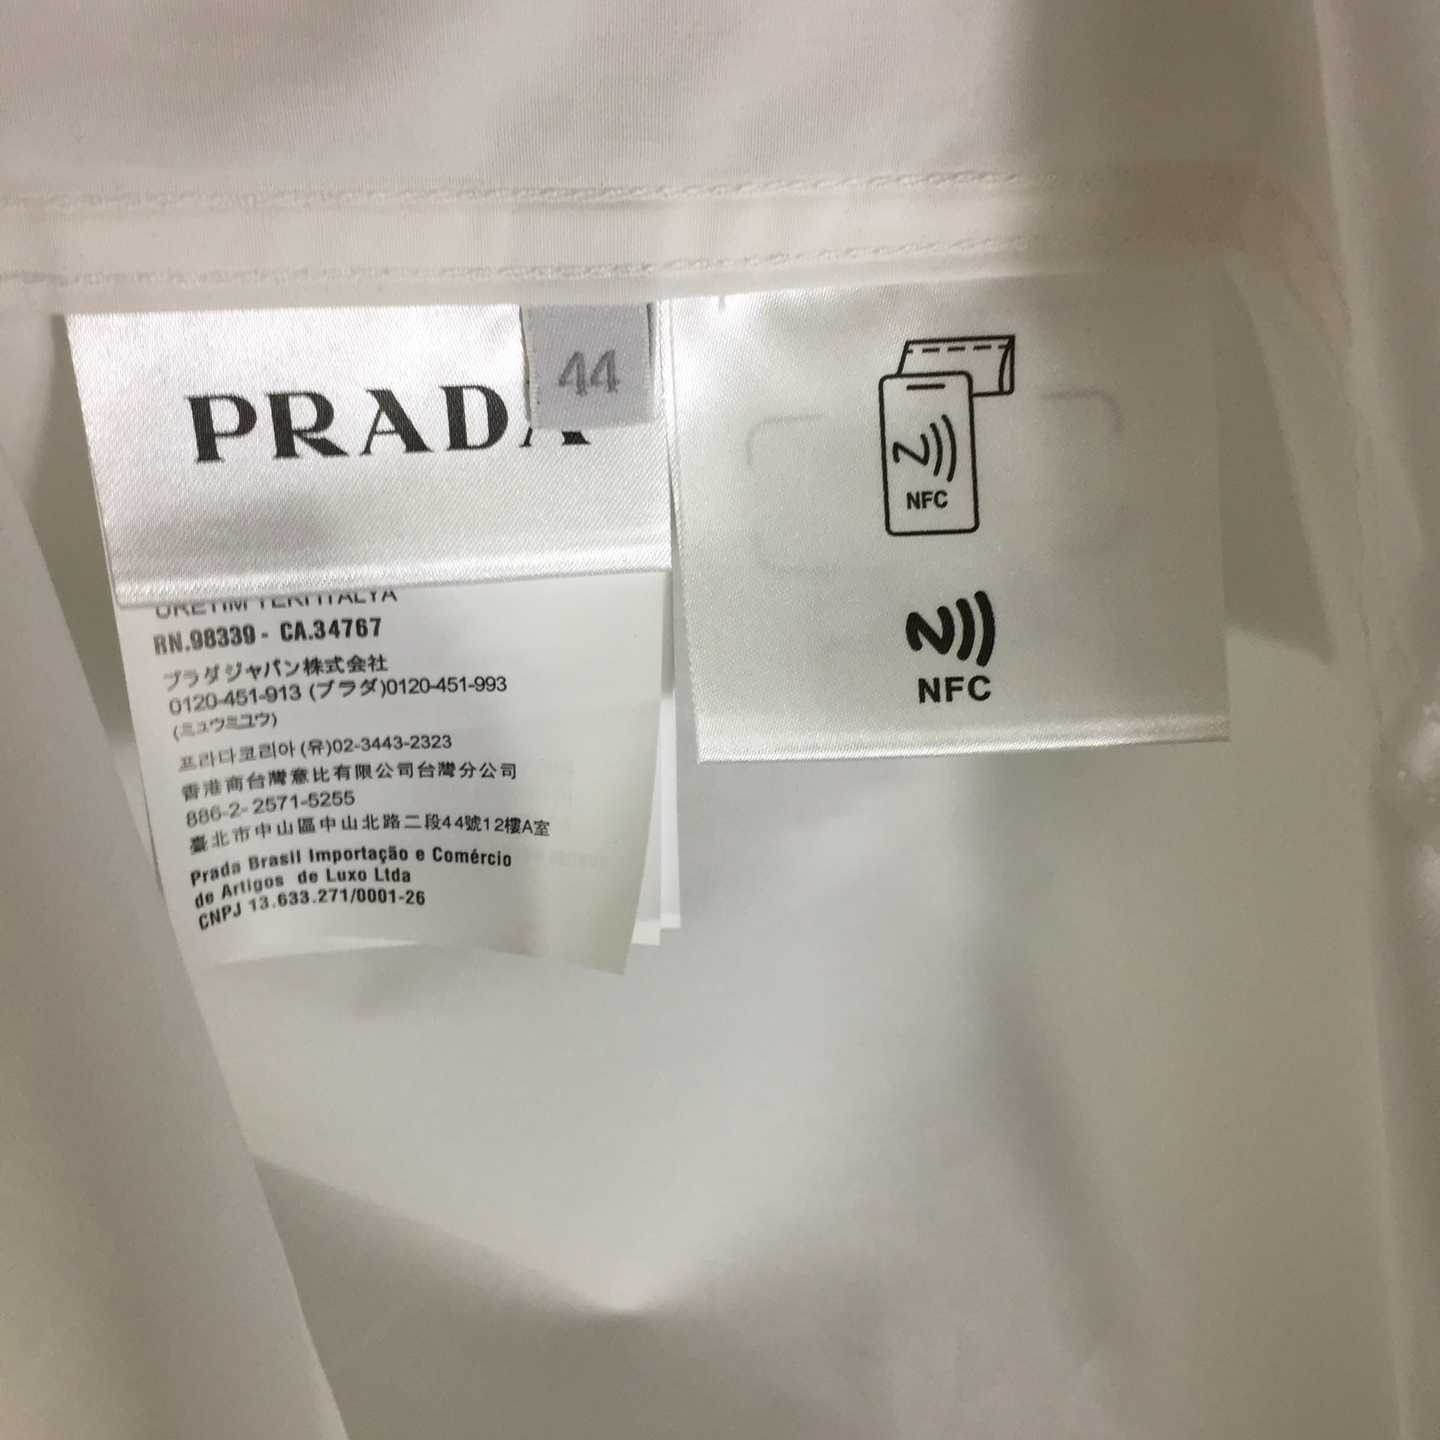 PRADA
44
ÜRETİM YERİ İTALYA
RN.98339 - CA.34767
プラダジャパン株式会社
0120-451-913 (プラダ)0120-451-993
(ミュウミュウ)
프라다코리아(유)02-3443-2323
香港商台灣意比有限公司台灣分公司
886-2-2571-5255
臺北市中山區中山北路二段44號12樓A室
Prada Brasil Importação e Comércio
de Artigos de Luxo Ltda
CNPJ 13.633.271/0001-26
NFC
NFC